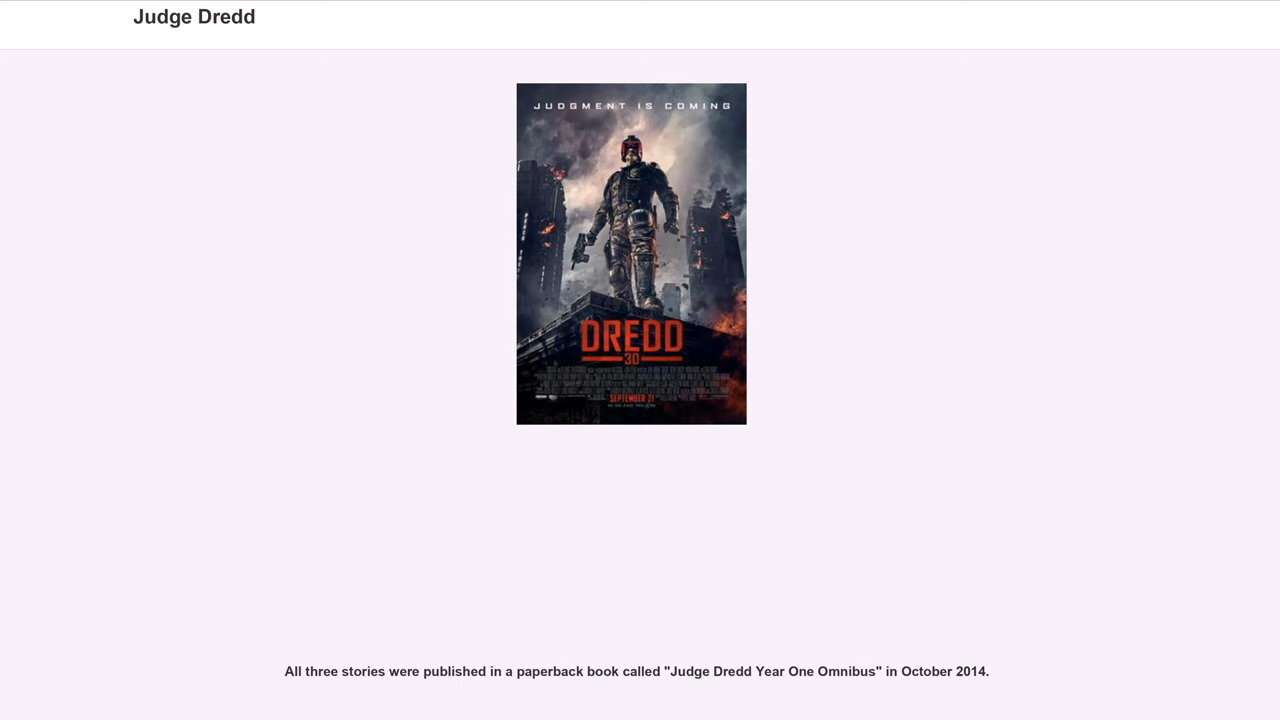 Judge Dredd
JUDGMENT IS COMING
DREDD
3D
SEPTEMBER 21
All three stories were published in a paperback book called "Judge Dredd Year One Omnibus" in October 2014.